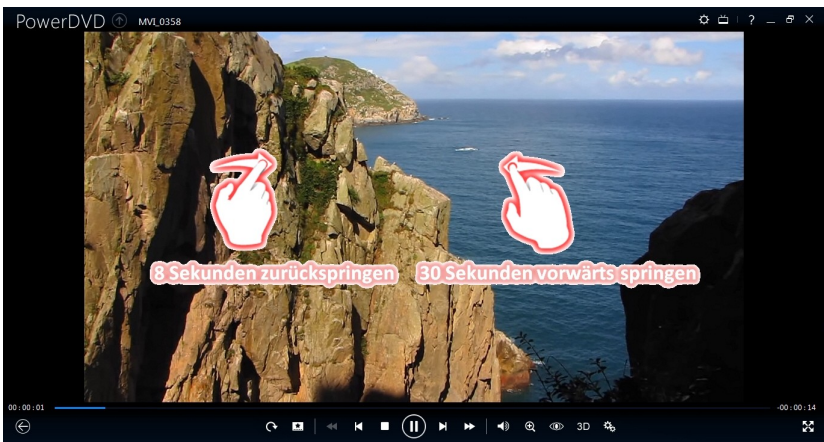 PowerDVD MVI_0358 ?
8 Sekunden zurückspringen 30 Sekunden vorwärts springen
00:00:01 -00:00:14
3D